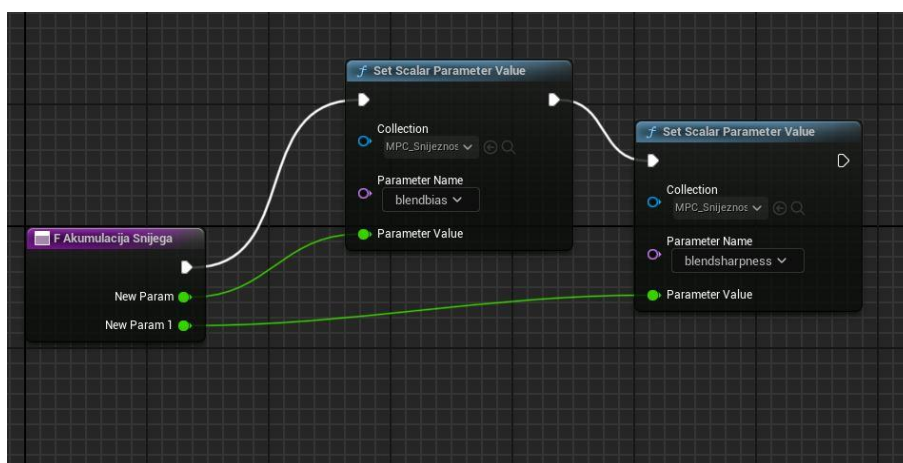 Set Scalar Parameter Value
Collection
MPC_Snijeznos
Parameter Name
blendbias
Parameter Value
Set Scalar Parameter Value
Collection
MPC_Snijeznos
Parameter Name
blendsharpness
Parameter Value
F Akumulacija Snijega
New Param
New Param 1